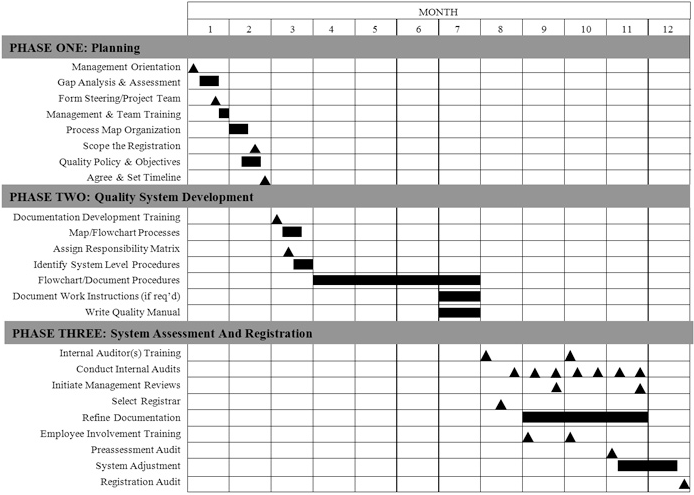 MONTH
1 2 3 4 5 6 7 8 9 10 11 12
PHASE ONE: Planning
Management Orientation
Gap Analysis & Assessment
Form Steering/Project Team
Management & Team Training
Process Map Organization
Scope the Registration
Quality Policy & Objectives
Agree & Set Timeline
PHASE TWO: Quality System Development
Documentation Development Training
Map/Flowchart Processes
Assign Responsibility Matrix
Identify System Level Procedures
Flowchart/Document Procedures
Document Work Instructions (if req’d)
Write Quality Manual
PHASE THREE: System Assessment And Registration
Internal Auditor(s) Training
Conduct Internal Audits
Initiate Management Reviews
Select Registrar
Refine Documentation
Employee Involvement Training
Preassessment Audit
System Adjustment
Registration Audit